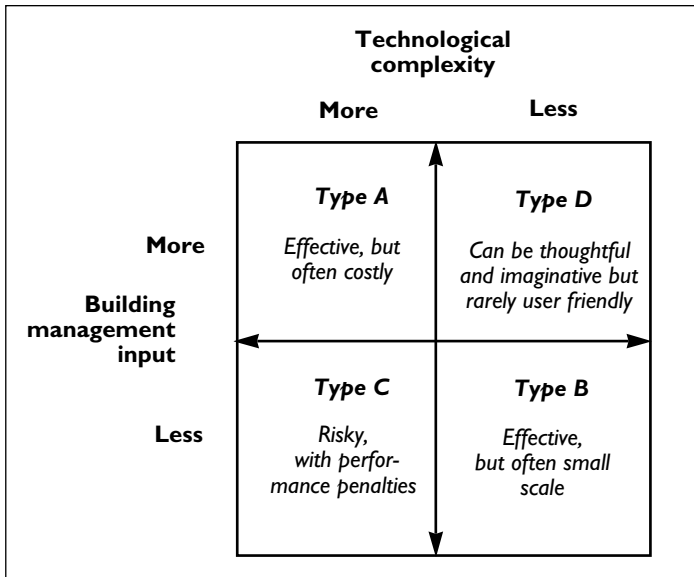 Technological
complexity
More
Less
Type A
Type D
More
Effective, but
often costly
Can be thoughtful
and imaginative but
rarely user friendly
Building
management
input
Type C
Type B
Less
Risky,
with perfor-
mance penalties
Effective,
but often small
scale